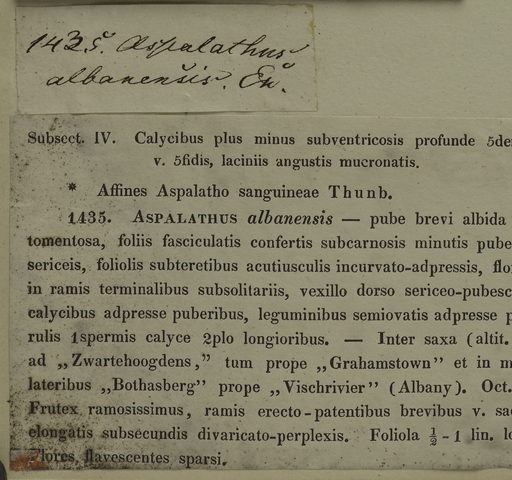 1435. Aspalathus
albanensis. En.
Subsect. IV. Calycibus plus minus subventricosis profunde 5de
v. 5fidis, laciniis angustis mucronatis.
* Affines Aspalatho sanguineae Thunb.
1435. ASPALATHUS albanensis — pube brevi albida
tomentosa, foliis fasciculatis confertis subcarnosis minutis pube
sericeis, foliolis subteretibus acutiusculis incurvato-adpressis, flo
in ramis terminalibus subsolitariis, vexillo dorso sericeo-pubesc
calycibus adpresse puberibus, leguminibus semiovatis adpresse p
rulis 1spermis calyce 2plo longioribus. — Inter saxa (altit.
ad „Zwartehoogdens,” tum prope „Grahamstown” et in m
lateribus „Bothasberg” prope „Vischrivier” (Albany). Oct.
Frutex ramosissimus, ramis erecto-patentibus brevibus v. sae
elongatis subsecundis divaricato-perplexis. Foliola ½-1 lin. lo
Flores flavescentes sparsi.